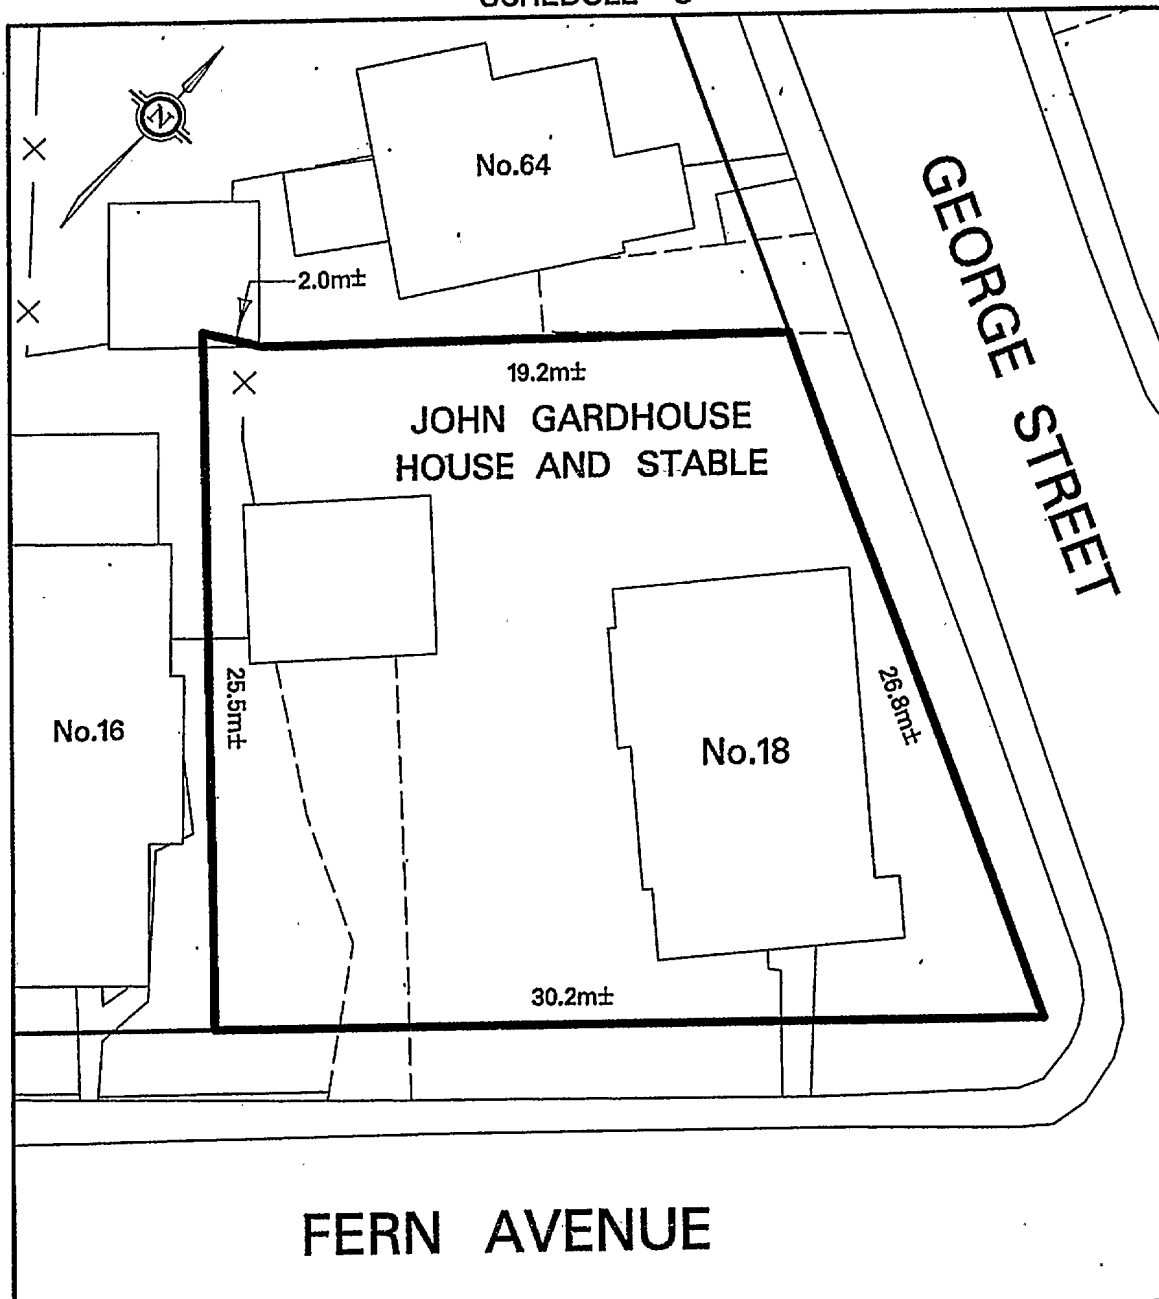 N
No.64
2.0m±
19.2m±
JOHN GARDHOUSE
HOUSE AND STABLE
GEORGE STREET
25.5m±
26.8m±
No.16
No.18
30.2m±
FERN AVENUE